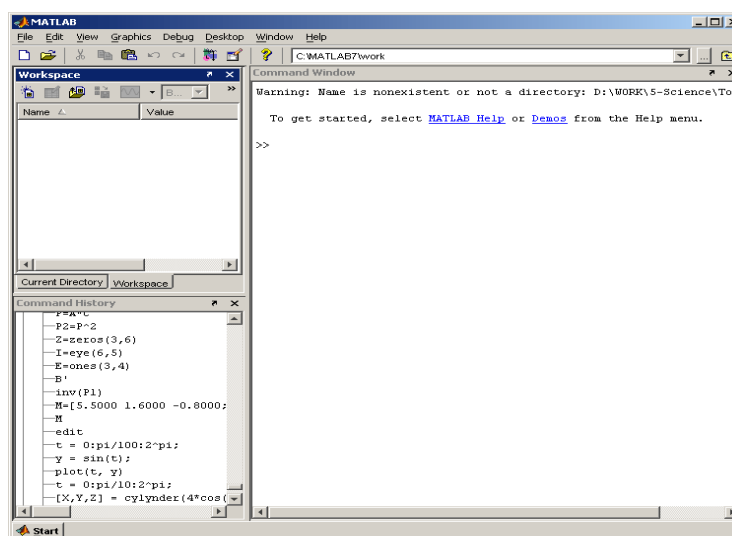 MATLAB
File Edit View Graphics Debug Desktop Window Help
C:\MATLAB7\work
Workspace
B...
Name Value
Current Directory Workspace
Command History
P=A*C
P2=P^2
Z=zeros(3,6)
I=eye(6,5)
E=ones(3,4)
B'
inv(P1)
M=[5.5000 1.6000 -0.8000;
M
edit
t = 0:pi/100:2^pi;
y = sin(t);
plot(t, y)
t = 0:pi/10:2^pi;
[X,Y,Z] = cylynder(4*cos(
Command Window
Warning: Name is nonexistent or not a directory: D:\WORK\5-Science\To
To get started, select MATLAB Help or Demos from the Help menu.
>>
Start